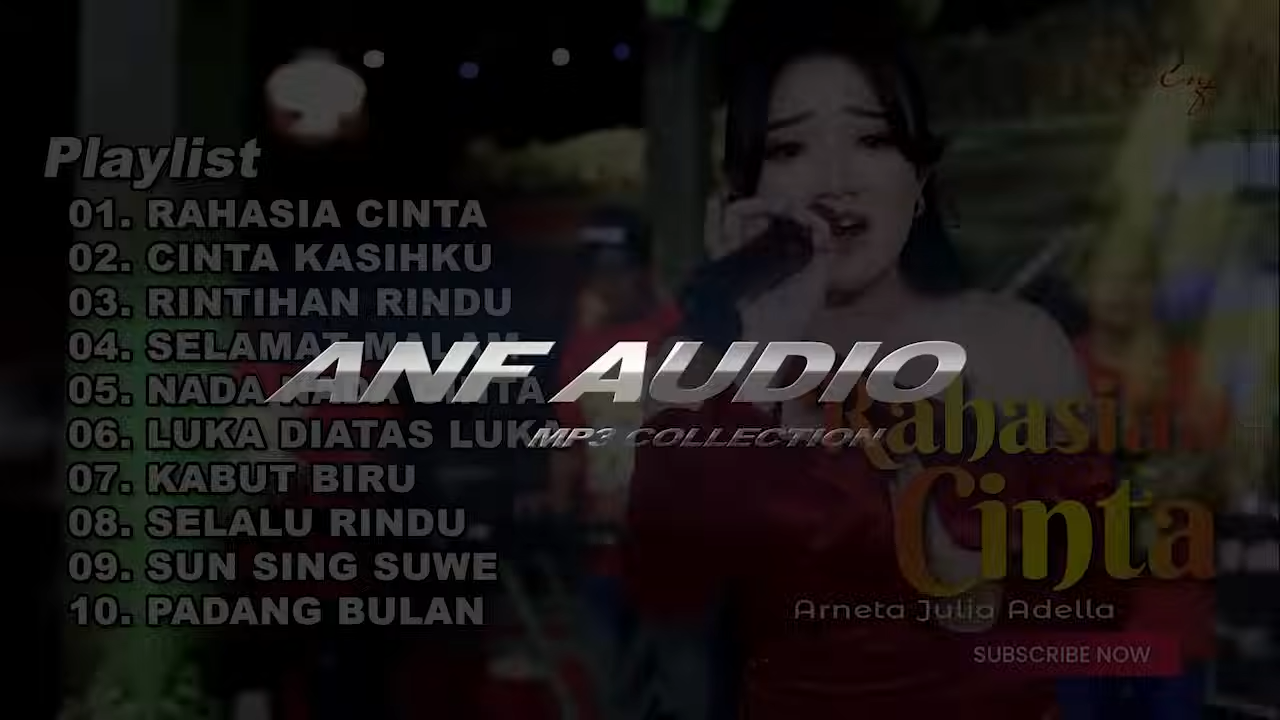 Playlist
01. RAHASIA CINTA
02. CINTA KASIHKU
03. RINTIHAN RINDU
04. SELAMAT MALAM
05. NADA
06. LUKA DIATAS LUKA
07. KABUT BIRU
08. SELALU RINDU
09. SUN SING SUWE
10. PADANG BULAN
ANF AUDIO
MP3 COLLECTION
Rahasia
Cinta
Arneta Julia Adella
SUBSCRIBE NOW